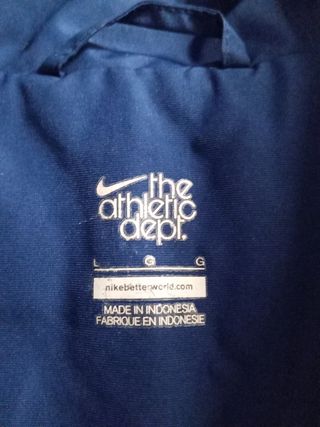 the
athletic
dept.
L G G
nikebetterworld.com
MADE IN INDONESIA
FABRIQUE EN INDONESIE